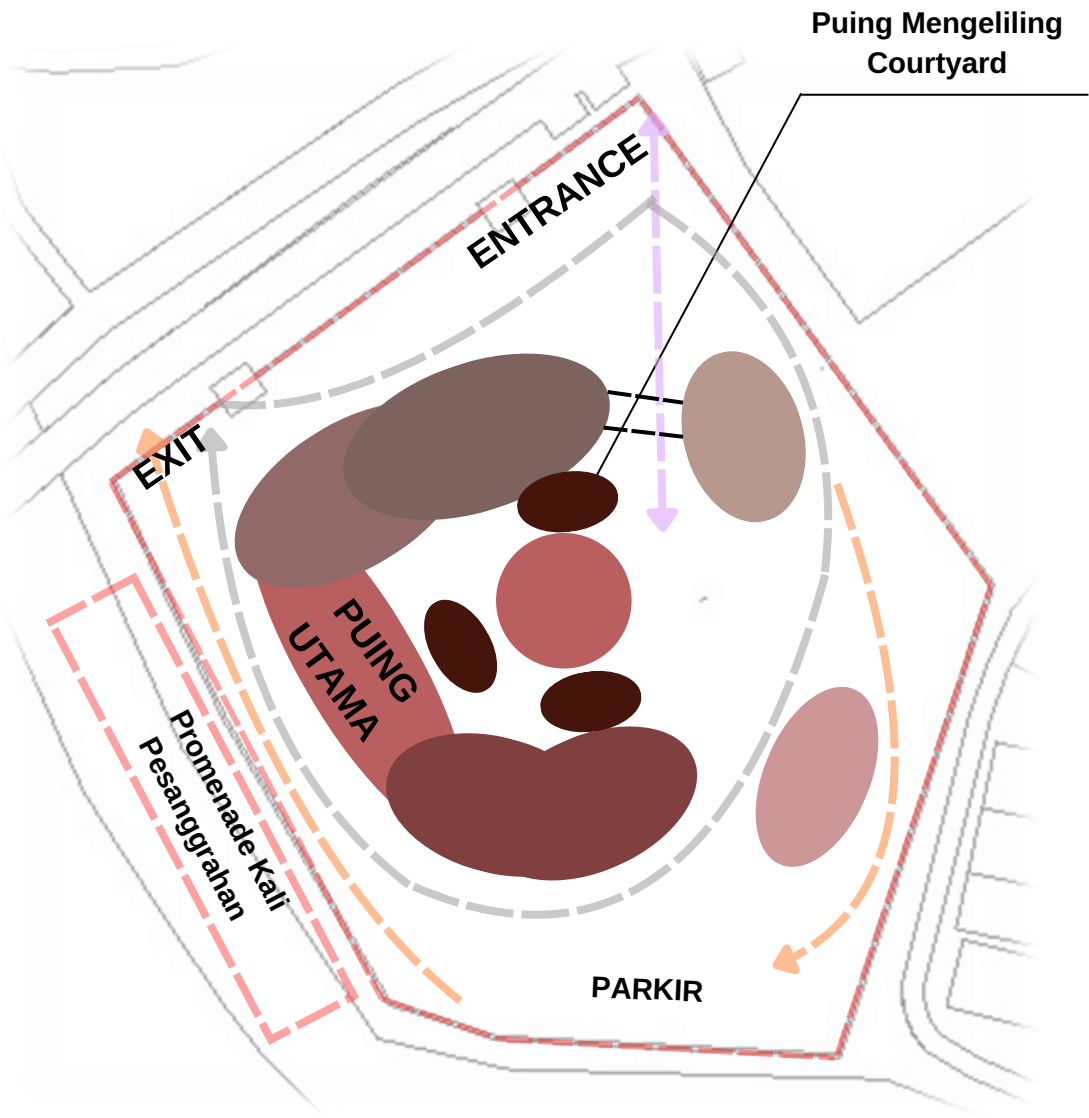 Puing Mengeliling
Courtyard
ENTRANCE
EXIT
PUING
UTAMA
Promenade Kali
Pesanggrahan
PARKIR